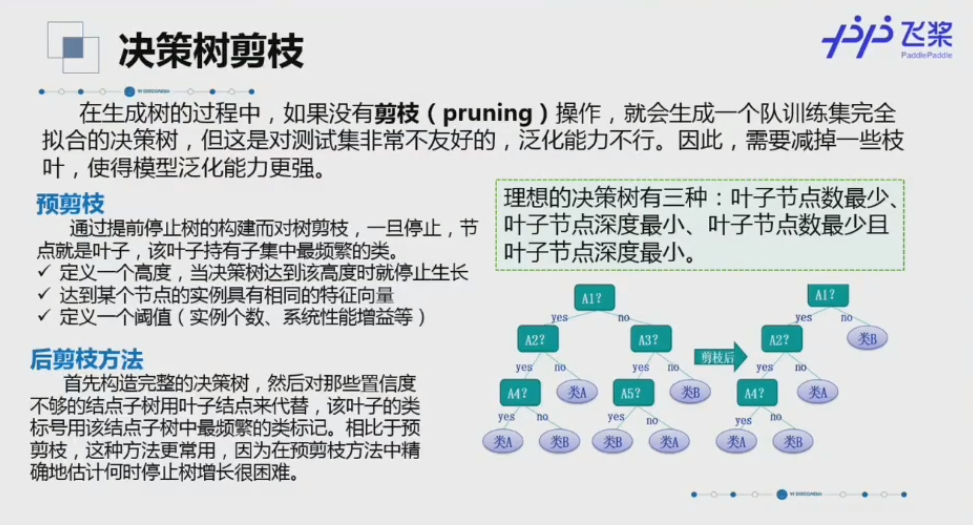 决策树剪枝
飞桨
PaddlePaddle
在生成树的过程中，如果没有剪枝（pruning）操作，就会生成一个队训练集完全
拟合的决策树，但这是对测试集非常不友好的，泛化能力不行。因此，需要减掉一些枝
叶，使得模型泛化能力更强。
预剪枝
通过提前停止树的构建而对树剪枝，一旦停止，节
点就是叶子，该叶子持有子集中最频繁的类。
✓ 定义一个高度，当决策树达到该高度时就停止生长
✓ 达到某个节点的实例具有相同的特征向量
✓ 定义一个阈值（实例个数、系统性能增益等）
后剪枝方法
首先构造完整的决策树，然后对那些置信度
不够的结点子树用叶子结点来代替，该叶子的类
标号用该结点子树中最频繁的类标记。相比于预
剪枝，这种方法更常用，因为在预剪枝方法中精
确地估计何时停止树增长很困难。
理想的决策树有三种：叶子节点数最少、
叶子节点深度最小、叶子节点数最少且
叶子节点深度最小。
A1?
yes no
A2? A3?
yes no yes no
A4? 类A A5? 类B
yes no yes no
类A 类B 类B 类A
剪枝后
A1?
yes no
A2? 类B
yes no
A4? 类A
yes no
类A 类B